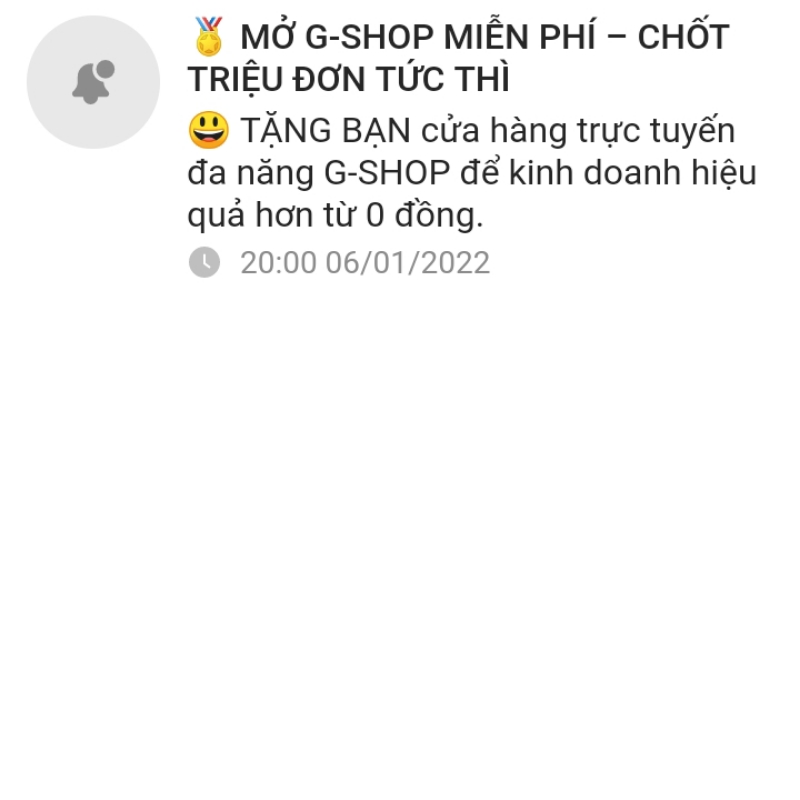 🏅 MỞ G-SHOP MIỄN PHÍ – CHỐT
TRIỆU ĐƠN TỨC THÌ
😃 TẶNG BẠN cửa hàng trực tuyến
đa năng G-SHOP để kinh doanh hiệu
quả hơn từ 0 đồng.
20:00 06/01/2022